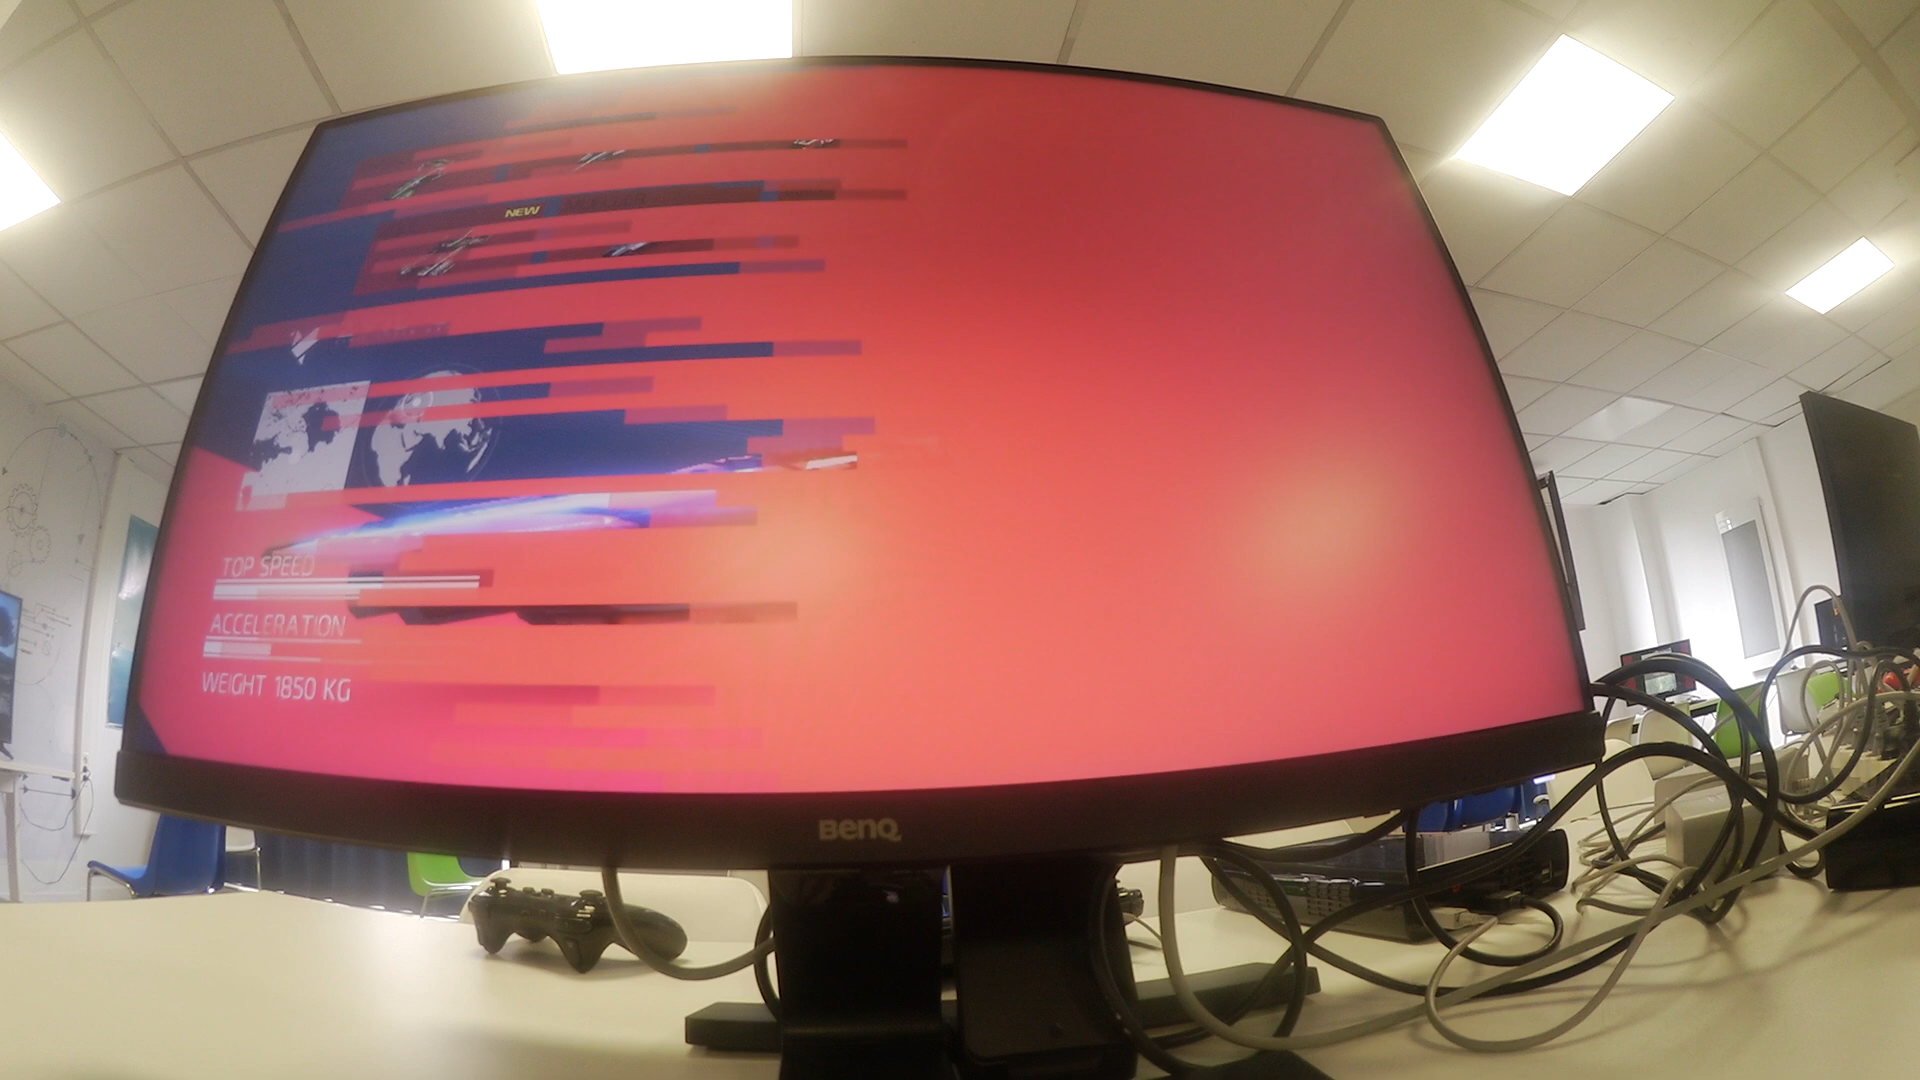 NEW
TOP SPEED
ACCELERATION
WEIGHT 1850 KG
BenQ